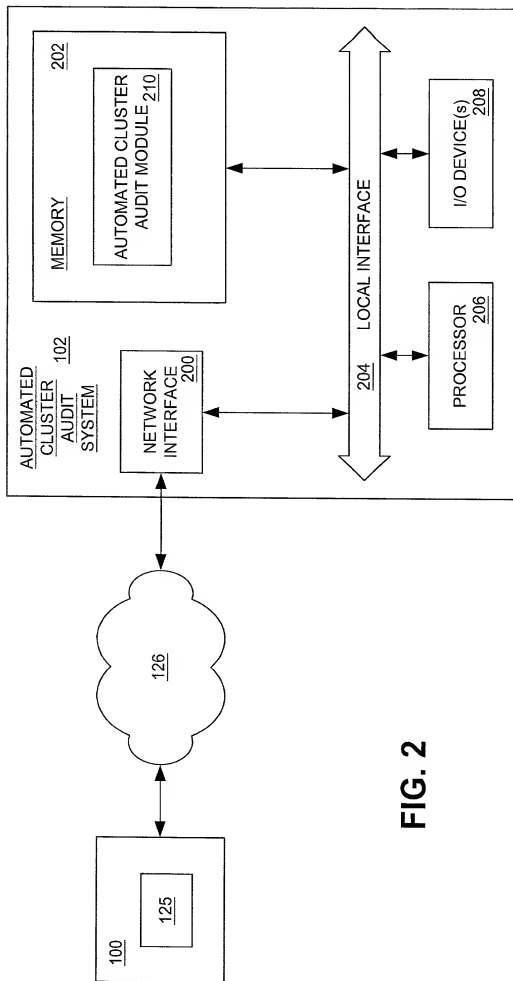 AUTOMATED
CLUSTER
AUDIT
SYSTEM
102
MEMORY
202
AUTOMATED CLUSTER
AUDIT MODULE
210
NETWORK
INTERFACE
200
204
LOCAL INTERFACE
PROCESSOR
206
I/O DEVICE(s)
208
126
100
125
FIG. 2